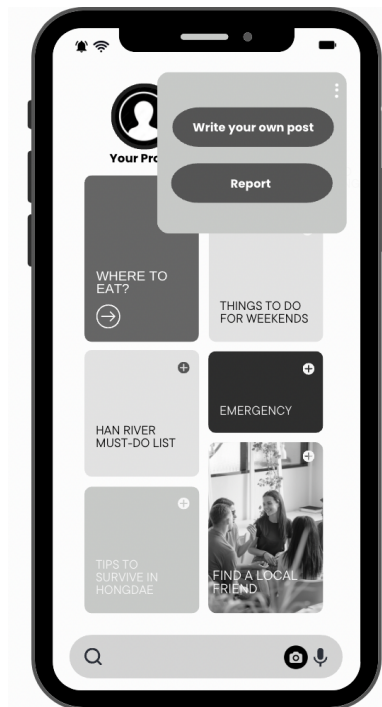 Write your own post
Report
Your Pro
WHERE TO
EAT?
THINGS TO DO
FOR WEEKENDS
HAN RIVER
MUST-DO LIST
EMERGENCY
TIPS TO
SURVIVE IN
HONGDAE
FIND A LOCAL
FRIEND